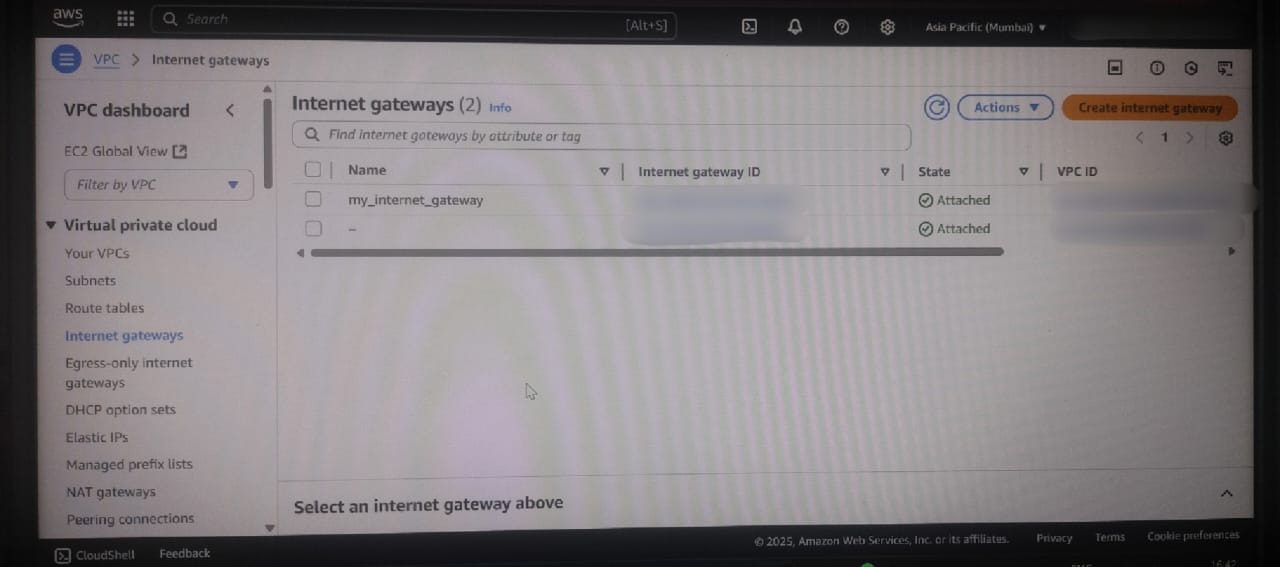 aws Search [Alt+S] Asia Pacific (Mumbai)
VPC > Internet gateways
VPC dashboard
EC2 Global View
Filter by VPC
Virtual private cloud
Your VPCs
Subnets
Route tables
Internet gateways
Egress-only internet
gateways
DHCP option sets
Elastic IPs
Managed prefix lists
NAT gateways
Peering connections
Internet gateways (2) Info
Actions
Create internet gateway
Find internet gateways by attribute or tag
1
Name Internet gateway ID State VPC ID
my_internet_gateway Attached
– Attached
Select an internet gateway above
CloudShell Feedback
© 2025, Amazon Web Services, Inc. or its affiliates. Privacy Terms Cookie preferences